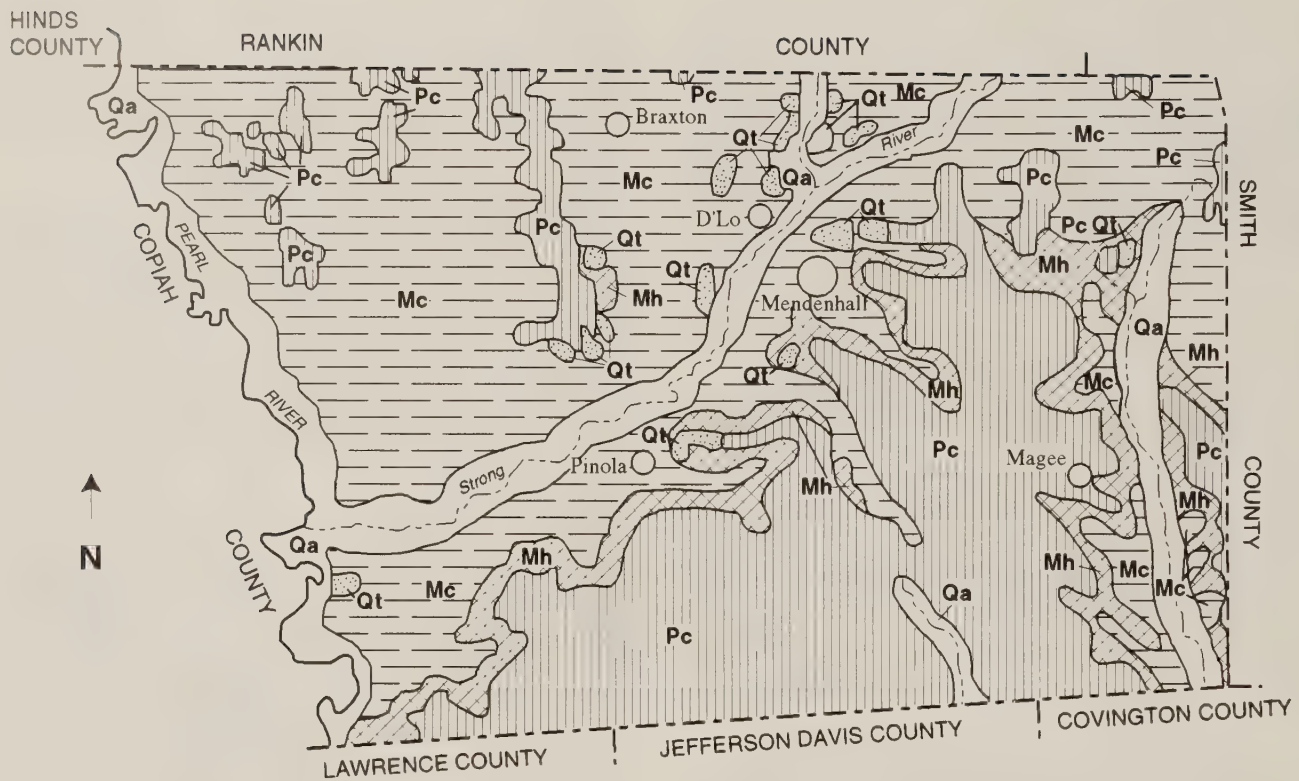 HINDS
COUNTY
RANKIN
COUNTY
Qa
Pc
Pc
Qt
Mc
Pc
Braxton
Qt
River
Qt
Mc
Pc
Pc
Mc
Qa
Pc
SMITH
D'Lo
Qt
Pc
Qt
PEARL
COPIAH
Pc
Pc
Qt
Qt
Mh
Mc
Mh
Mendenhall
Qa
RIVER
Qt
Qt
Mh
Mc
Mh
Qt
Pc
Pc
Pinola
Magee
COUNTY
Strong
Mh
Mh
N
Qa
Mh
Mh
Mc
Mc
COUNTY
Qt
Mc
Qa
Pc
LAWRENCE COUNTY
JEFFERSON DAVIS COUNTY
COVINGTON COUNTY